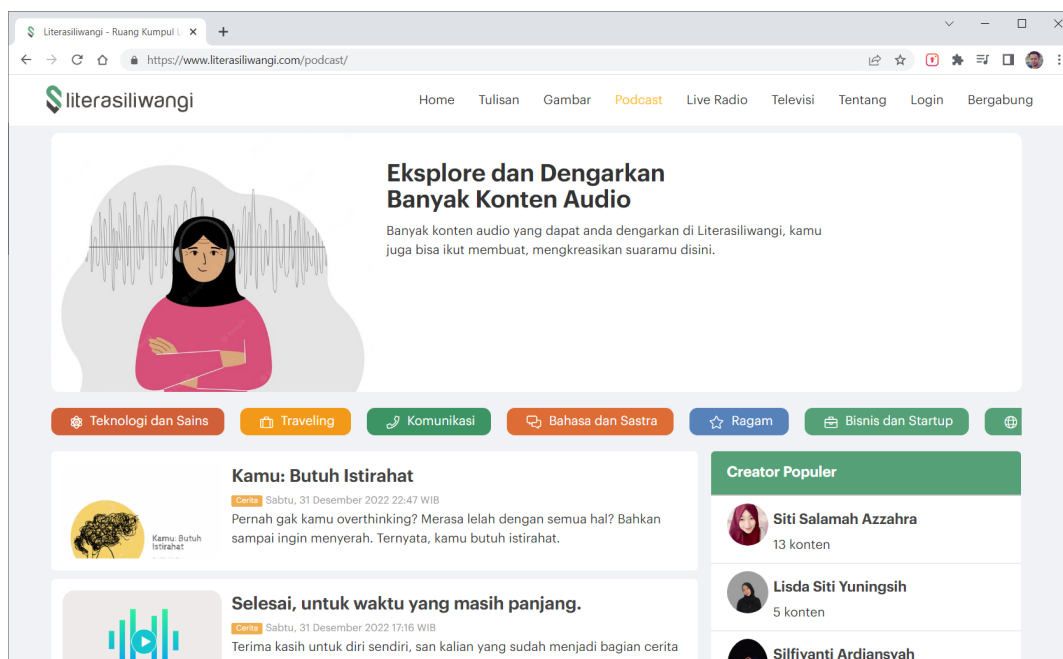 Literasiliwangi - Ruang Kumpul
https://www.literasiliwangi.com/podcast/
literasiliwangi
Home Tulisan Gambar Podcast Live Radio Televisi Tentang Login Bergabung
Eksplore dan Dengarkan
Banyak Konten Audio
Banyak konten audio yang dapat anda dengarkan di Literasiliwangi, kamu
juga bisa ikut membuat, mengkreasikan suaramu disini.
Teknologi dan Sains Traveling Komunikasi Bahasa dan Sastra Ragam Bisnis dan Startup
Kamu: Butuh Istirahat
Cerita Sabtu, 31 Desember 2022 22:47 WIB
Pernah gak kamu overthinking? Merasa lelah dengan semua hal? Bahkan
sampai ingin menyerah. Ternyata, kamu butuh istirahat.
Kamu: Butuh
Istirahat
Selesai, untuk waktu yang masih panjang.
Cerita Sabtu, 31 Desember 2022 17:16 WIB
Terima kasih untuk diri sendiri, san kalian yang sudah menjadi bagian cerita
Creator Populer
Siti Salamah Azzahra
13 konten
Lisda Siti Yuningsih
5 konten
Silfiyanti Ardiansyah